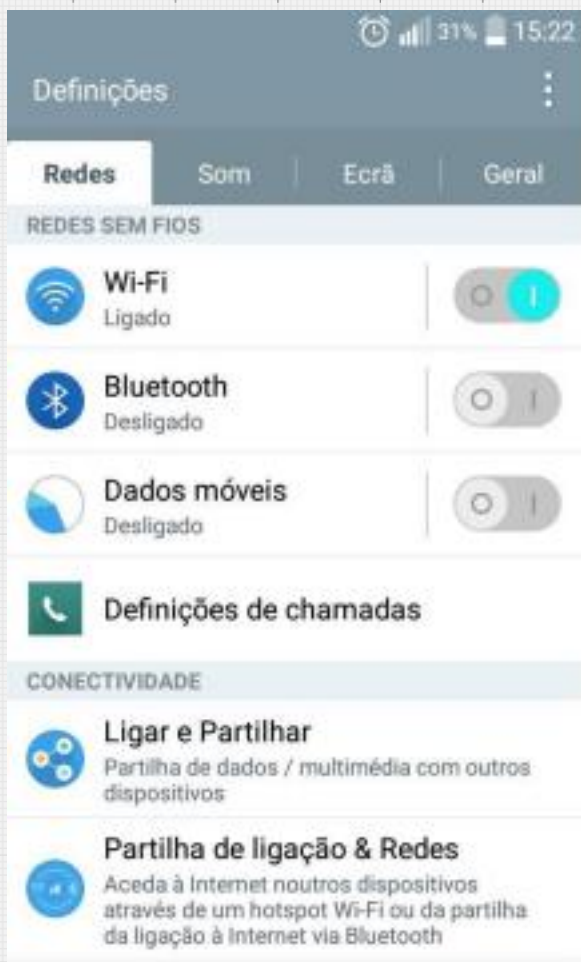 31% 15:22
Definições
Redes Som Ecrã Geral
REDES SEM FIOS
Wi-Fi
Ligado
Bluetooth
Desligado
Dados móveis
Desligado
Definições de chamadas
CONECTIVIDADE
Ligar e Partilhar
Partilha de dados / multimédia com outros
dispositivos
Partilha de ligação & Redes
Aceda à Internet noutros dispositivos
através de um hotspot Wi-Fi ou da partilha
da ligação à Internet via Bluetooth